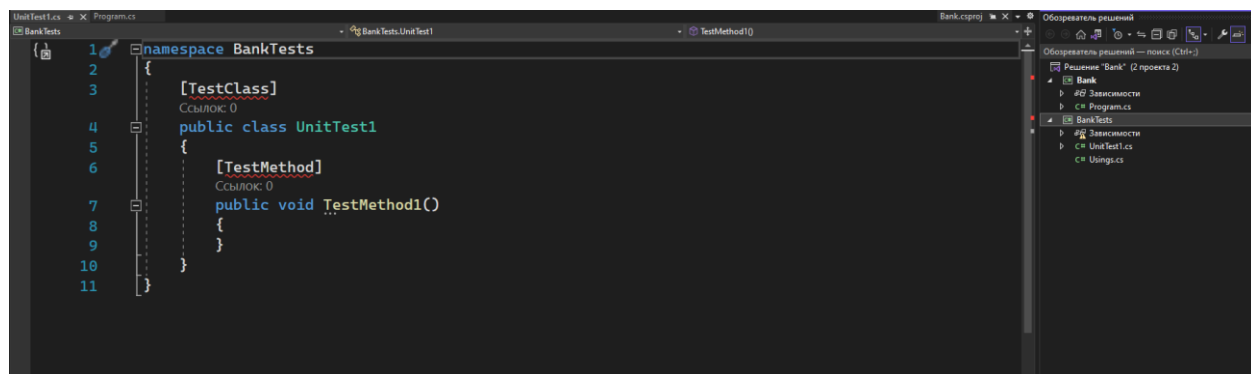 UnitTest1.cs Program.cs Bank.csproj
BankTests BankTests.UnitTest1 TestMethod1()
1 namespace BankTests
2 {
3 [TestClass]
Ссылок: 0
4 public class UnitTest1
5 {
6 [TestMethod]
Ссылок: 0
7 public void TestMethod1()
8 {
9 }
10 }
11 }
Обозреватель решений
Обозреватель решений — поиск (Ctrl+;)
Решение "Bank" (2 проекта 2)
Bank
Зависимости
C# Program.cs
BankTests
Зависимости
C# UnitTest1.cs
C# Usings.cs